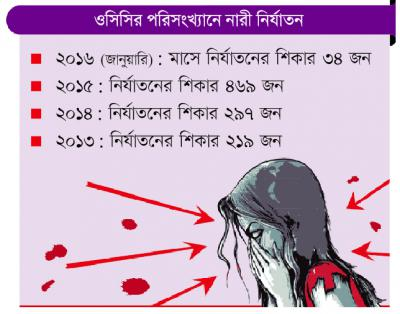 ওসিসির পরিসংখ্যানে নারী নির্যাতন
২০১৬ (জানুয়ারি) : মাসে নির্যাতনের শিকার ৩৪ জন
২০১৫ : নির্যাতনের শিকার ৪৬৯ জন
২০১৪ : নির্যাতনের শিকার ২৯৭ জন
২০১৩ : নির্যাতনের শিকার ২১৯ জন